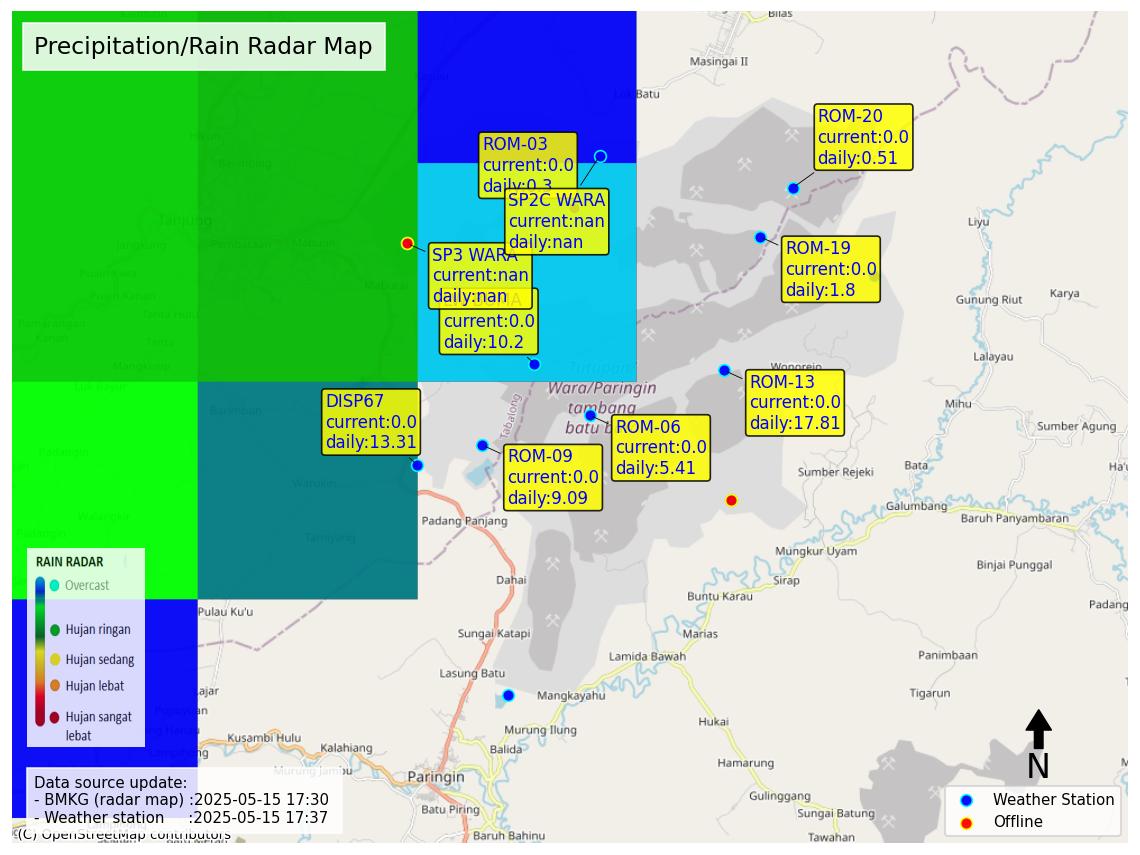 Precipitation/Rain Radar Map
Bilas
Masingai II
Batu
ROM-20
current:0.0
daily:0.51
ROM-03
current:0.0
daily:0.3
SP2C WARA
current:nan
daily:nan
Tanjung
Liyu
ROM-19
current:0.0
daily:1.8
SP3 WARA
current:nan
daily:nan
current:0.0
daily:10.2
Maburai
Gunung Riut
Karya
Lalayau
Wonorejo
Tutupan
Wara/Paringin
tambang
batu b
Tabalong
ROM-13
current:0.0
daily:17.81
DISP67
current:0.0
daily:13.31
ROM-06
current:0.0
daily:5.41
ROM-09
current:0.0
daily:9.09
Mihu
Sumber Agung
Sumber Rejeki
Bata
Ha'u
Galumbang
Baruh Panyambaran
Padang Panjang
Mungkur Uyam
Binjai Punggal
Dahai
Sirap
Buntu Karau
Padang
Pulau Ku'u
Sungai Katapi
Marias
Lamida Bawah
Panimbaan
Lasung Batu
Tigarun
Mangkayahu
Hukai
Murung Ilung
Kusambi Hulu
Kalahiang
Balida
Hamarung
Murung Jambu
Paringin
Gulinggang
Batu Piring
Sungai Batung
Baruh Bahinu
Tawahan
RAIN RADAR
Overcast
Hujan ringan
Hujan sedang
Hujan lebat
Hujan sangat
lebat
Data source update:
- BMKG (radar map) :2025-05-15 17:30
- Weather station :2025-05-15 17:37
(C) OpenStreetMap contributors
N
Weather Station
Offline